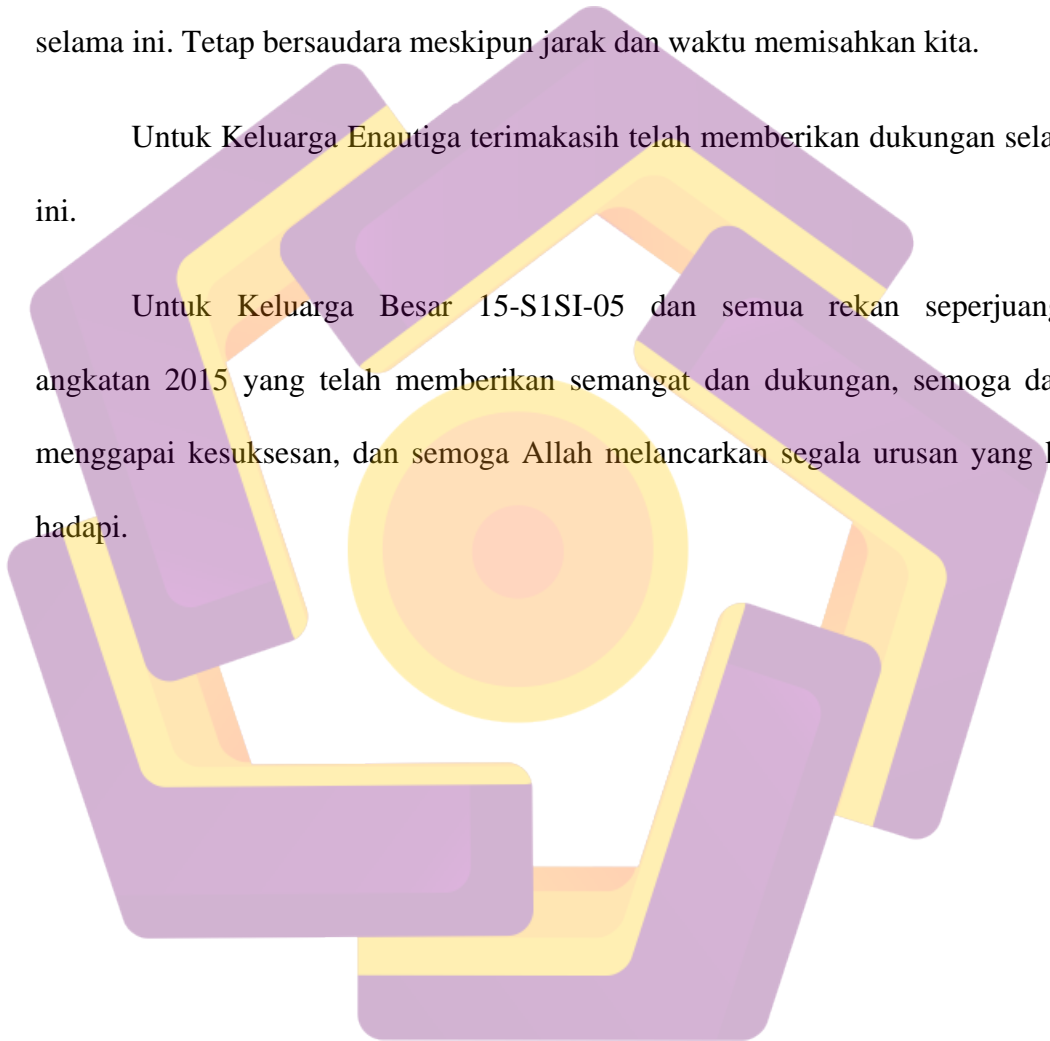 selama ini. Tetap bersaudara meskipun jarak dan waktu memisahkan kita.
Untuk Keluarga Enautiga terimakasih telah memberikan dukungan sela
ini.
Untuk Keluarga Besar 15-S1SI-05 dan semua rekan seperjuang
angkatan 2015 yang telah memberikan semangat dan dukungan, semoga da
menggapai kesuksesan, dan semoga Allah melancarkan segala urusan yang
hadapi.